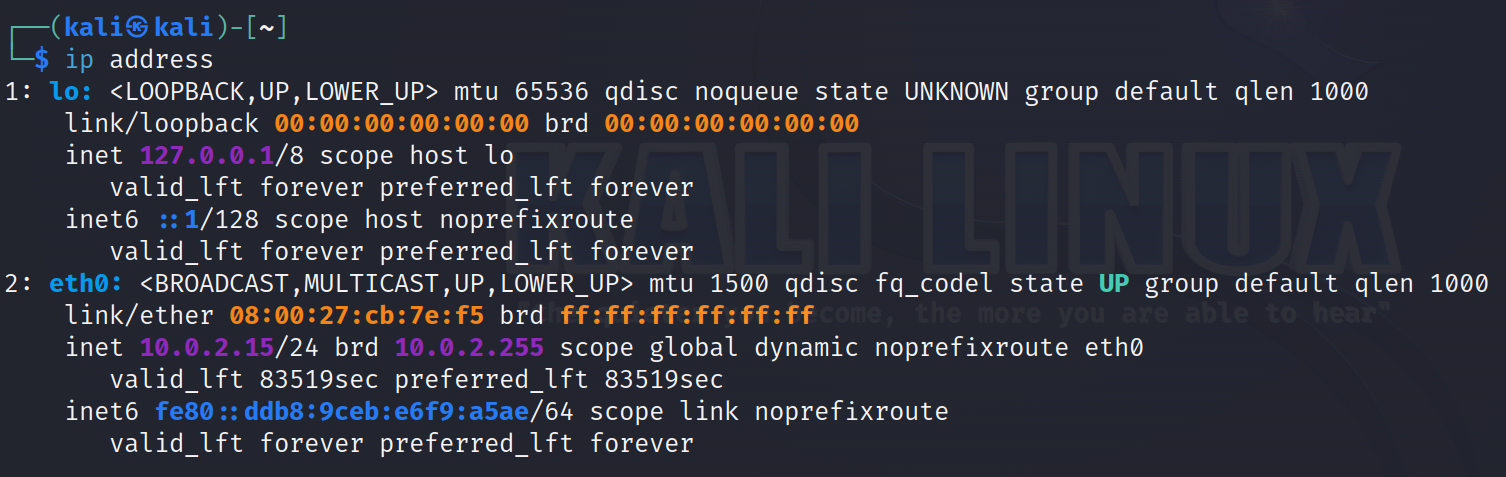 ┌──(kali㉿kali)-[~]
└─$ ip address
1: lo: <LOOPBACK,UP,LOWER_UP> mtu 65536 qdisc noqueue state UNKNOWN group default qlen 1000
    link/loopback 00:00:00:00:00:00 brd 00:00:00:00:00:00
    inet 127.0.0.1/8 scope host lo
       valid_lft forever preferred_lft forever
    inet6 ::1/128 scope host noprefixroute
       valid_lft forever preferred_lft forever
2: eth0: <BROADCAST,MULTICAST,UP,LOWER_UP> mtu 1500 qdisc fq_codel state UP group default qlen 1000
    link/ether 08:00:27:cb:7e:f5 brd ff:ff:ff:ff:ff:ff
    inet 10.0.2.15/24 brd 10.0.2.255 scope global dynamic noprefixroute eth0
       valid_lft 83519sec preferred_lft 83519sec
    inet6 fe80::ddb8:9ceb:e6f9:a5ae/64 scope link noprefixroute
       valid_lft forever preferred_lft forever
KALI LINUX
the more you are able to hear"